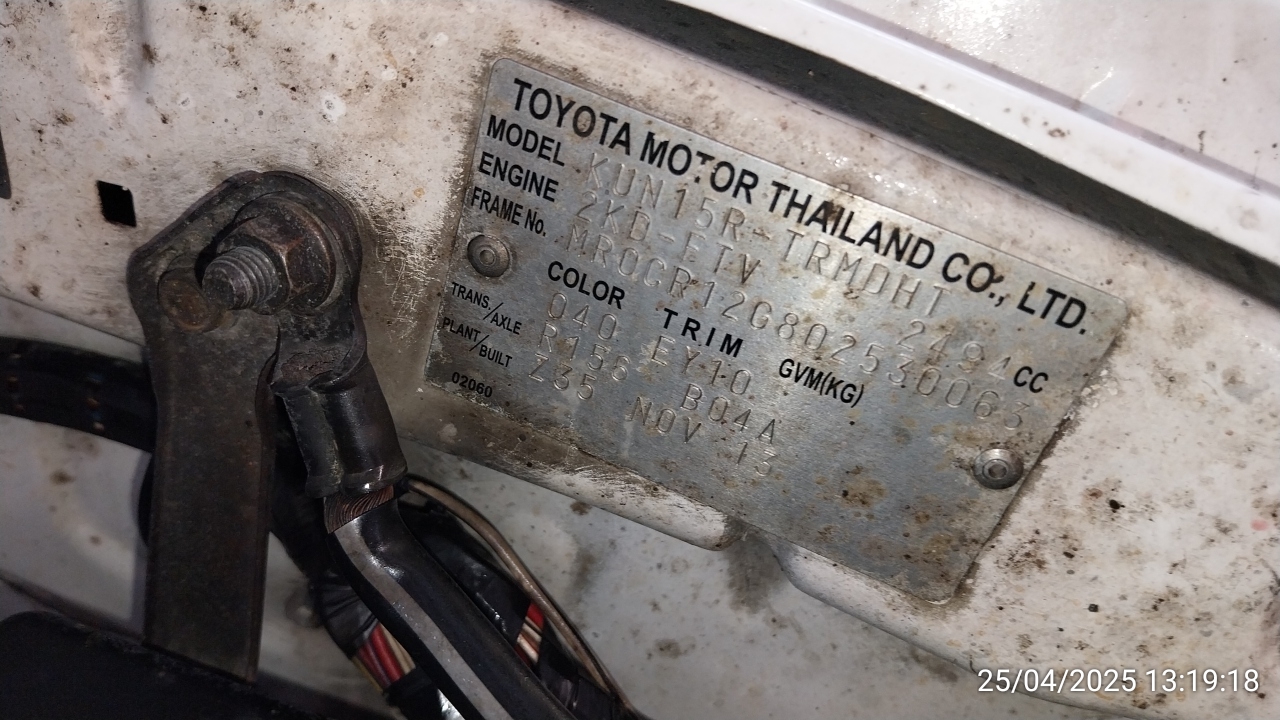 TOYOTA MOTOR THAILAND CO., LTD.
MODEL KUN15R-TRMDHT
ENGINE 2KD-FTV 2494 CC
FRAME No. MR0CR12G802530063
COLOR TRIM GVM(KG)
040 EY10
TRANS/AXLE R156 B04A
PLANT/BUILT Z35 NOV 13
02060
25/04/2025 13:19:18